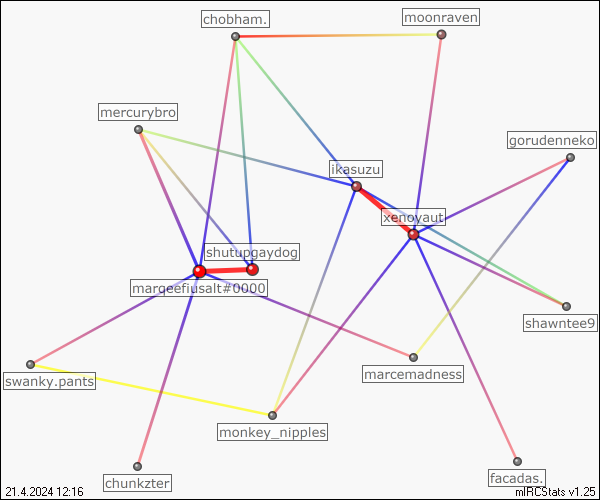 chobham.
moonraven
mercurybro
gorudenneko
ikasuzu
xenoyaut
shutupgaydog
marqeefiusalt#0000
shawntee9
swanky.pants
marcemadness
monkey_nipples
chunkzter
facadas.
21.4.2024 12:16
mIRCStats v1.25